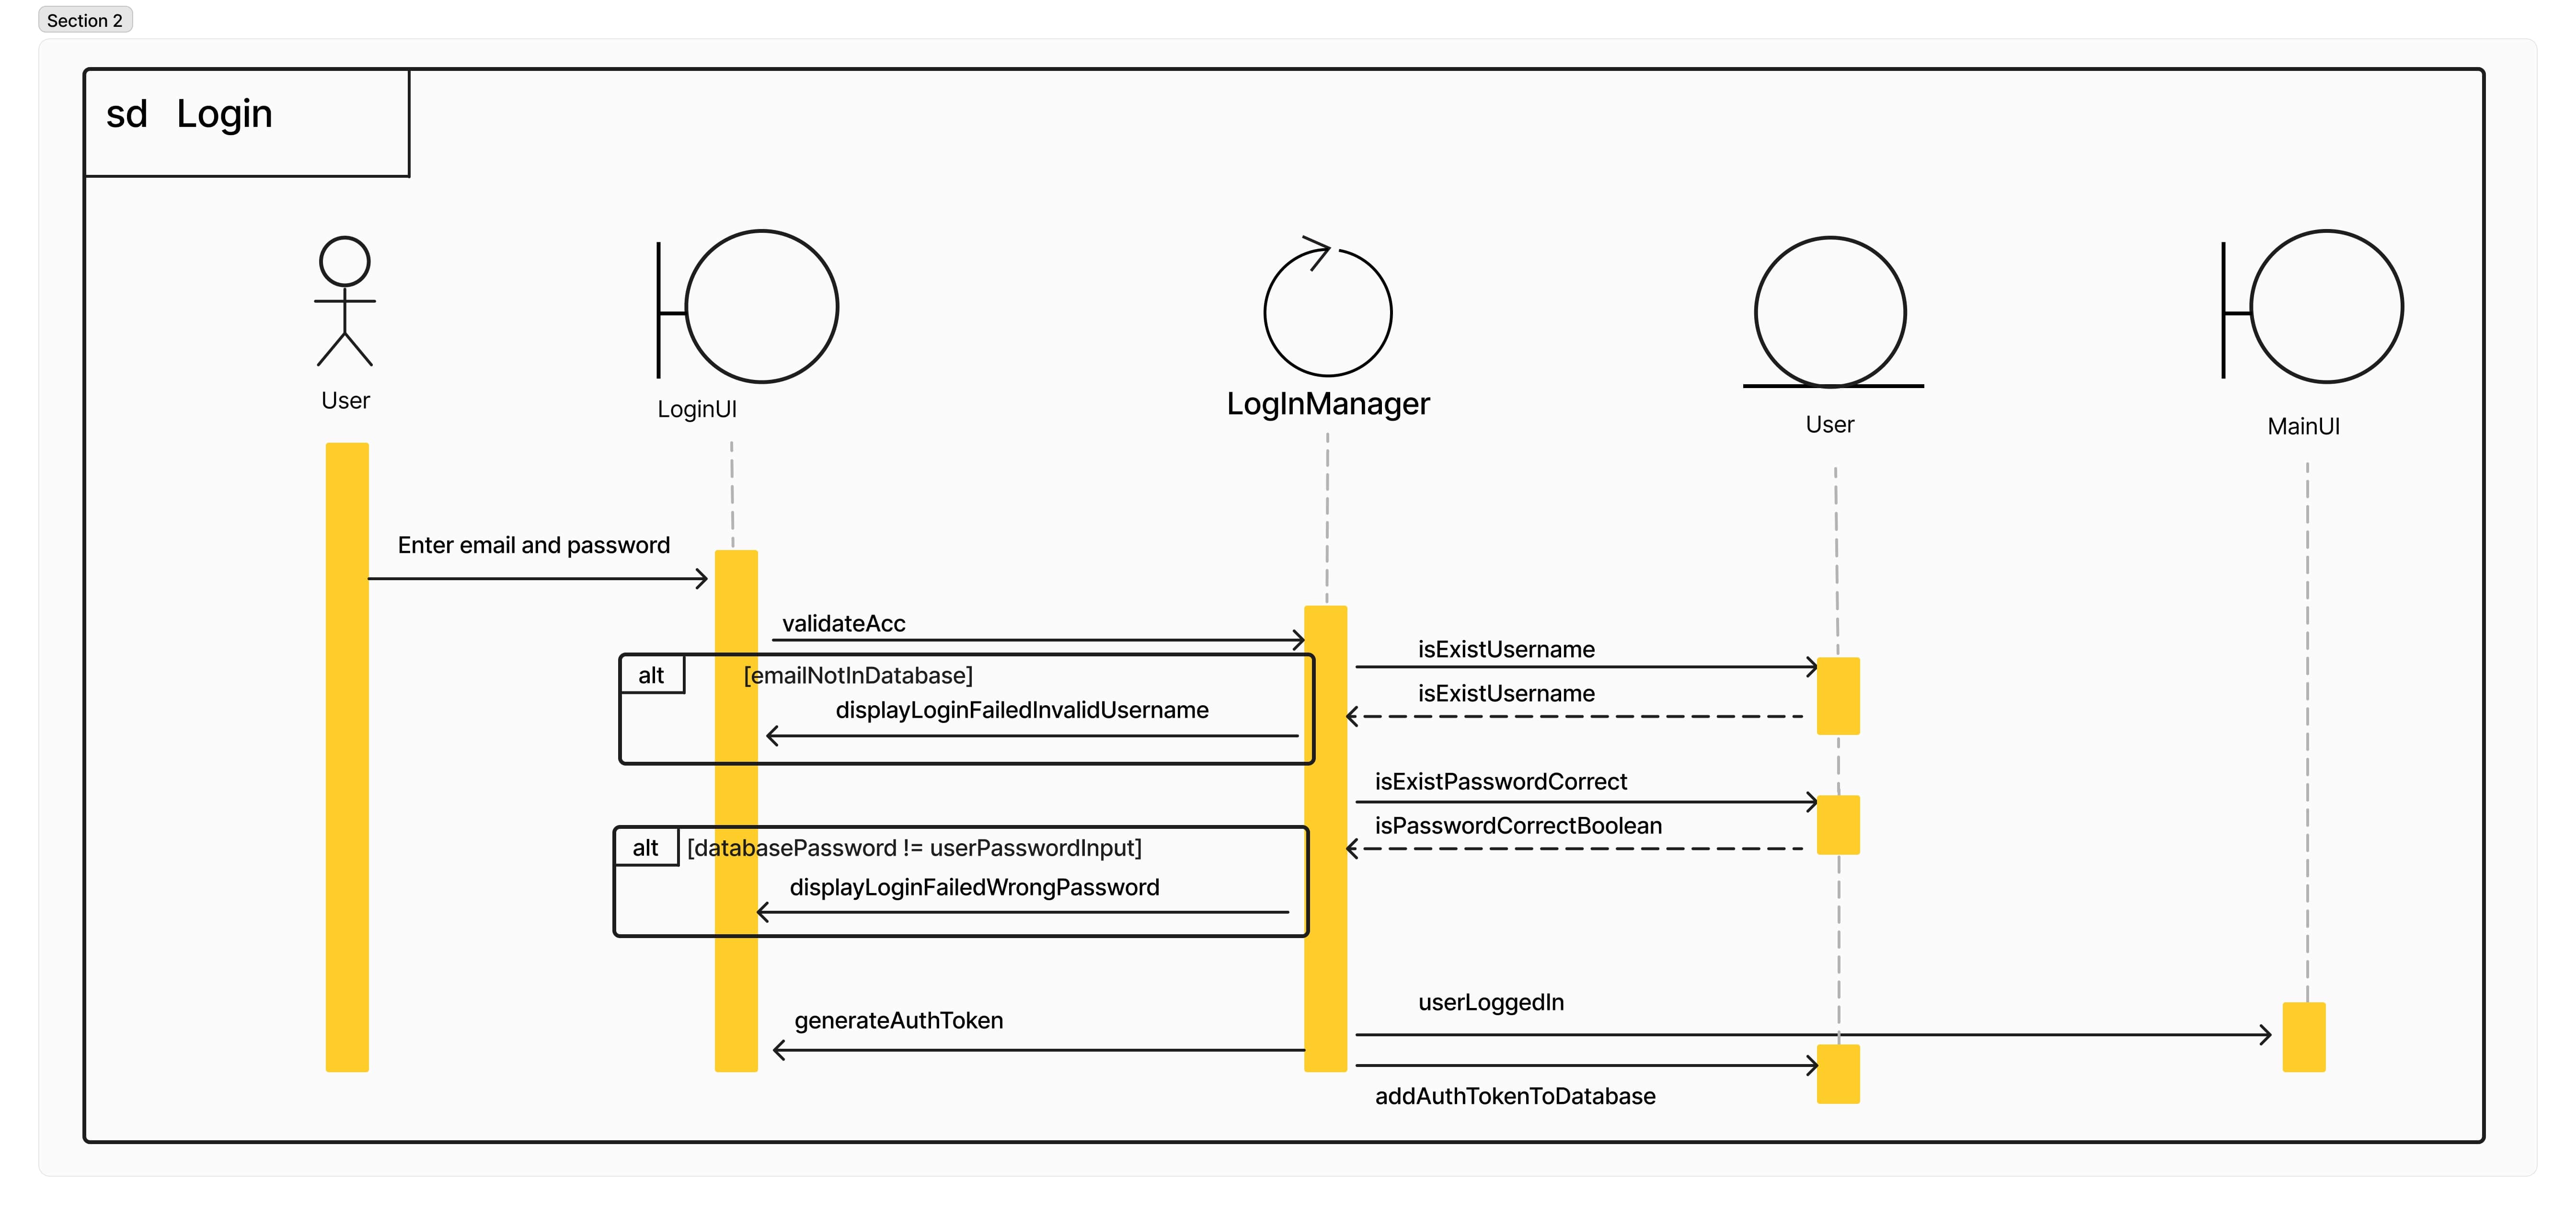 Section 2
sd Login
User
LoginUI
LogInManager
User
MainUI
Enter email and password
validateAcc
isExistUsername
alt [emailNotInDatabase]
isExistUsername
displayLoginFailedInvalidUsername
isExistPasswordCorrect
isPasswordCorrectBoolean
alt [databasePassword != userPasswordInput]
displayLoginFailedWrongPassword
userLoggedIn
generateAuthToken
addAuthTokenToDatabase